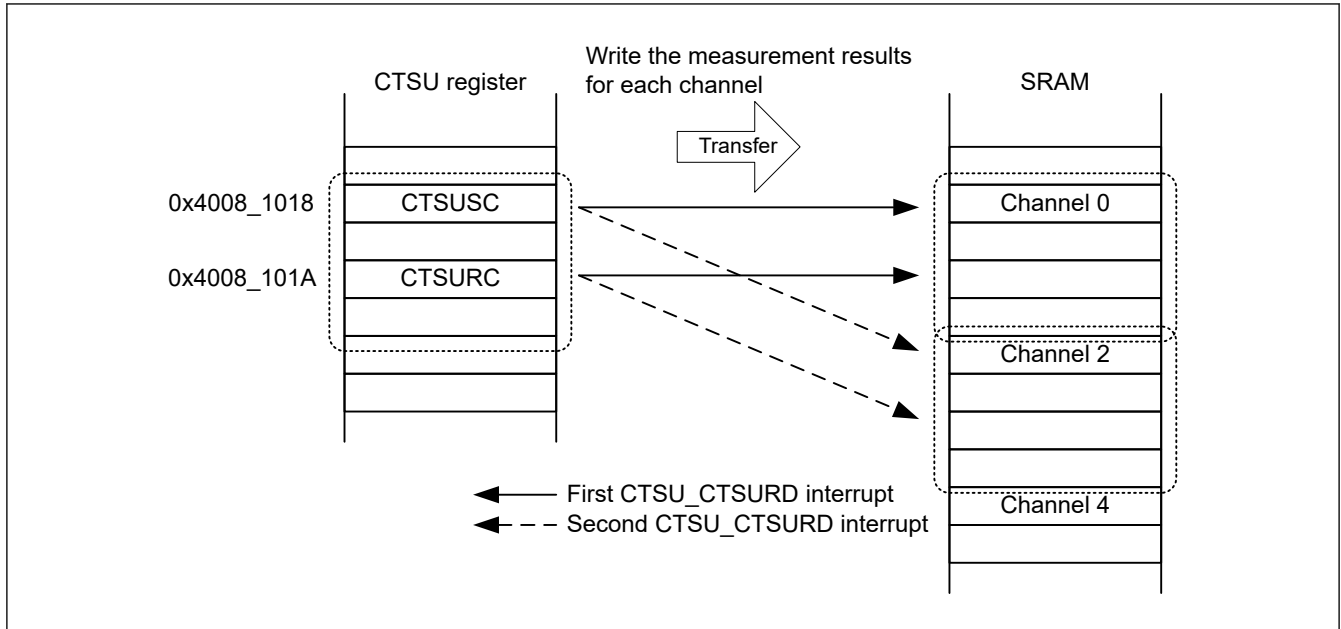 Write the measurement results
for each channel
CTSU register
SRAM
Transfer
0x4008_1018
CTSUSC
Channel 0
0x4008_101A
CTSURC
Channel 2
First CTSU_CTSURD interrupt
Channel 4
Second CTSU_CTSURD interrupt